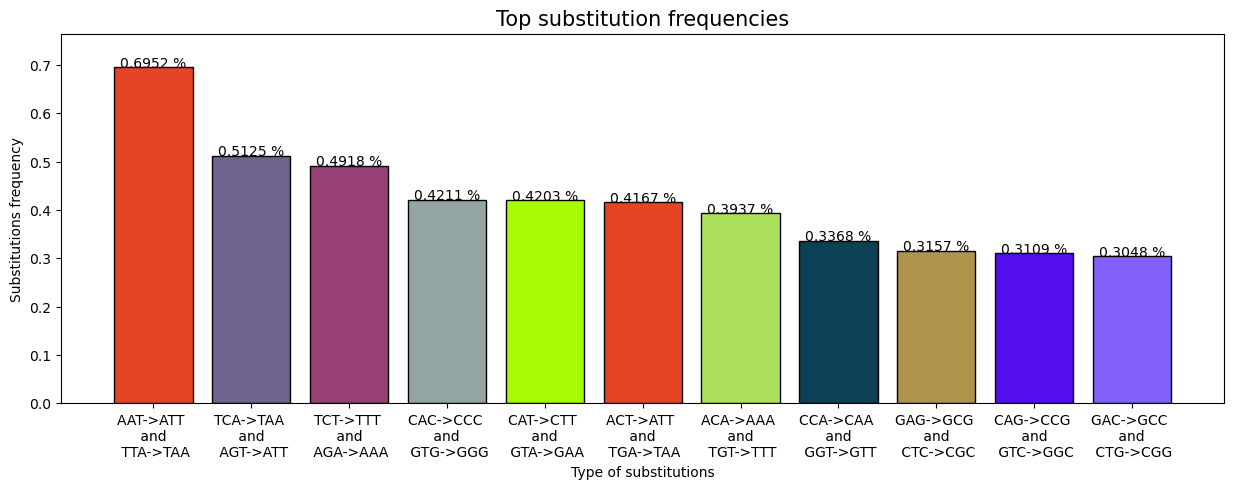 Top substitution frequencies
Substitutions frequency
0.7
0.6
0.5
0.4
0.3
0.2
0.1
0.0
0.6952 %
0.5125 %
0.4918 %
0.4211 %
0.4203 %
0.4167 %
0.3937 %
0.3368 %
0.3157 %
0.3109 %
0.3048 %
AAT->ATT
and
TTA->TAA
TCA->TAA
and
AGT->ATT
TCT->TTT
and
AGA->AAA
CAC->CCC
and
GTG->GGG
CAT->CTT
and
GTA->GAA
ACT->ATT
and
TGA->TAA
ACA->AAA
and
TGT->TTT
CCA->CAA
and
GGT->GTT
GAG->GCG
and
CTC->CGC
CAG->CCG
and
GTC->GGC
GAC->GCC
and
CTG->CGG
Type of substitutions